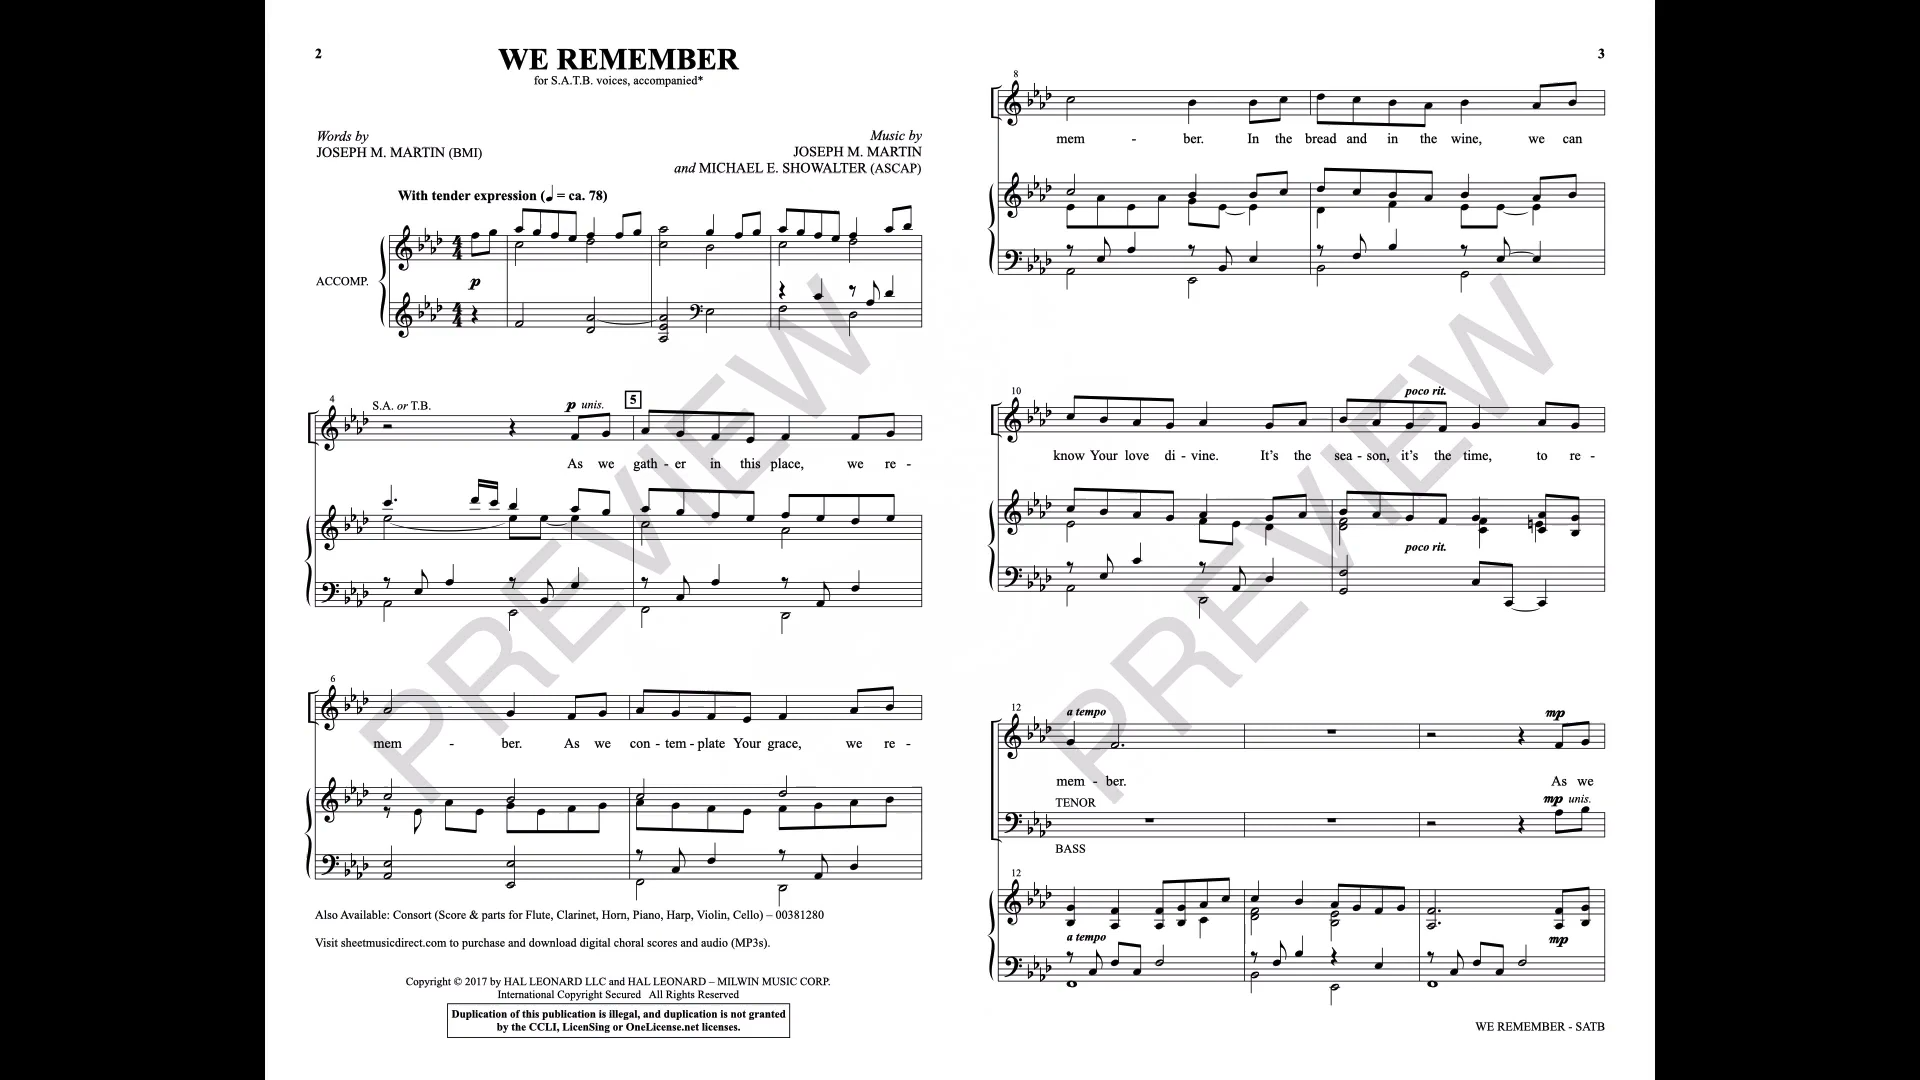 2
WE REMEMBER
for S.A.T.B. voices, accompanied*
Words by
JOSEPH M. MARTIN (BMI)
Music by
JOSEPH M. MARTIN
and MICHAEL E. SHOWALTER (ASCAP)
With tender expression (♩ = ca. 78)
ACCOMP.
p
4
S.A. or T.B.
p unis.
5
As we gath - er in this place, we re -
6
mem - ber. As we con - tem - plate Your grace, we re -
Also Available: Consort (Score & parts for Flute, Clarinet, Horn, Piano, Harp, Violin, Cello) – 00381280
Visit sheetmusicdirect.com to purchase and download digital choral scores and audio (MP3s).
Copyright © 2017 by HAL LEONARD LLC and HAL LEONARD – MILWIN MUSIC CORP.
International Copyright Secured All Rights Reserved
Duplication of this publication is illegal, and duplication is not granted
by the CCLI, LicenSing or OneLicense.net licenses.
PREVIEW
3
8
mem - ber. In the bread and in the wine, we can
10
poco rit.
know Your love di - vine. It's the sea - son, it's the time, to re -
poco rit.
12
a tempo
mp
mem - ber. As we
TENOR
mp unis.
BASS
12
a tempo
mp
WE REMEMBER - SATB
PREVIEW